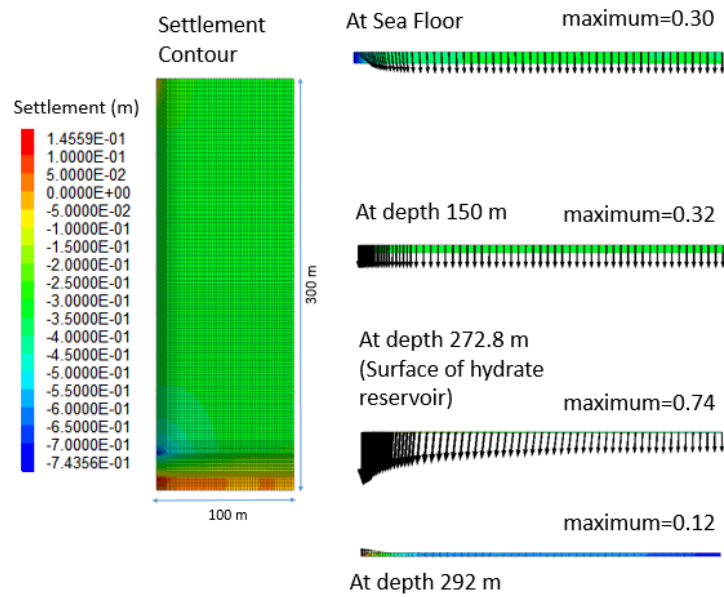 Settlement
Contour
Settlement (m)
1.4559E-01
1.0000E-01
5.0000E-02
0.0000E+00
-5.0000E-02
-1.0000E-01
-1.5000E-01
-2.0000E-01
-2.5000E-01
-3.0000E-01
-3.5000E-01
-4.0000E-01
-4.5000E-01
-5.0000E-01
-5.5000E-01
-6.0000E-01
-6.5000E-01
-7.0000E-01
-7.4356E-01
300 m
100 m
At Sea Floor
maximum=0.30
At depth 150 m
maximum=0.32
At depth 272.8 m
(Surface of hydrate
reservoir)
maximum=0.74
maximum=0.12
At depth 292 m